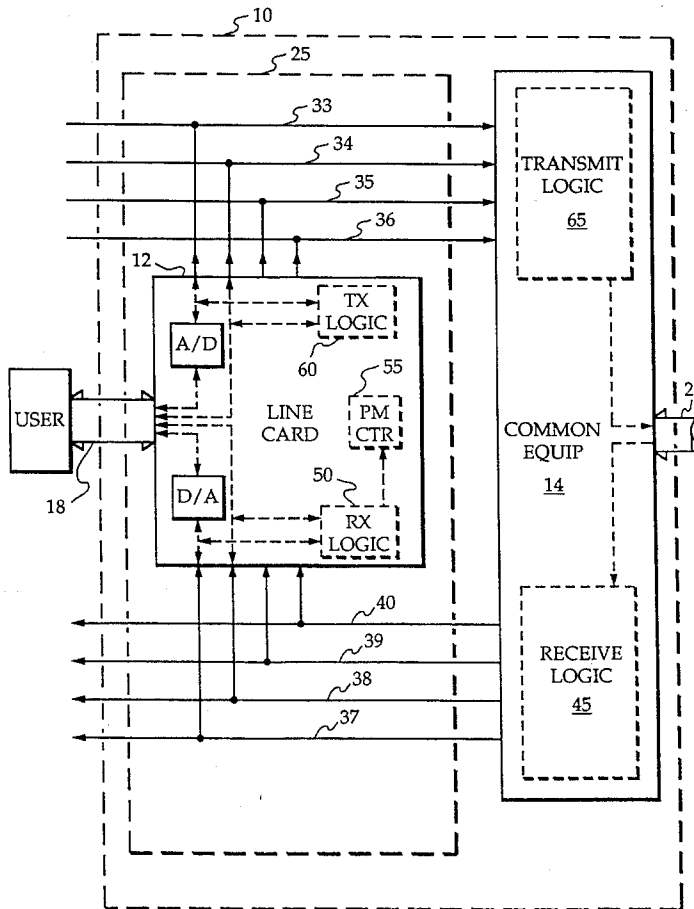 10
25
33
34
35
36
12
TRANSMIT
LOGIC
65
TX
LOGIC
60
A/D
55
USER
LINE
CARD
PM
CTR
COMMON
EQUIP
14
2
18
D/A
50
RX
LOGIC
40
39
38
37
RECEIVE
LOGIC
45